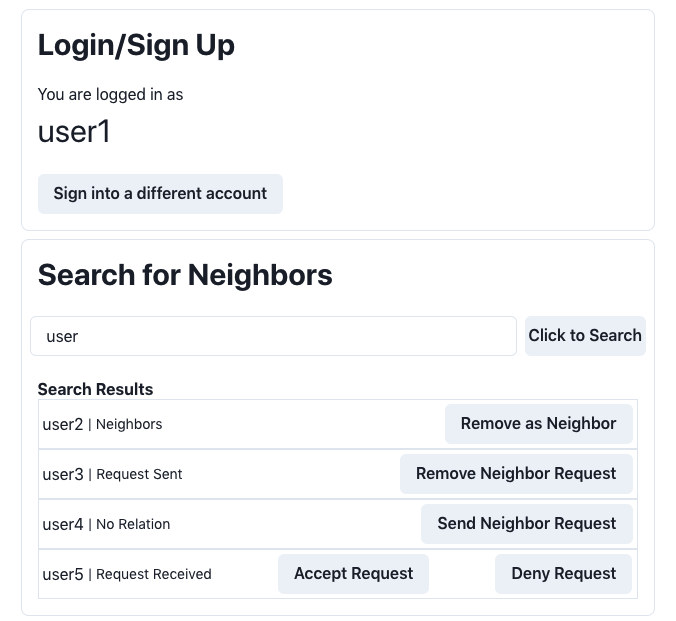 Login/Sign Up
You are logged in as
user1
Sign into a different account
Search for Neighbors
user Click to Search
Search Results
user2 | Neighbors Remove as Neighbor
user3 | Request Sent Remove Neighbor Request
user4 | No Relation Send Neighbor Request
user5 | Request Received Accept Request Deny Request